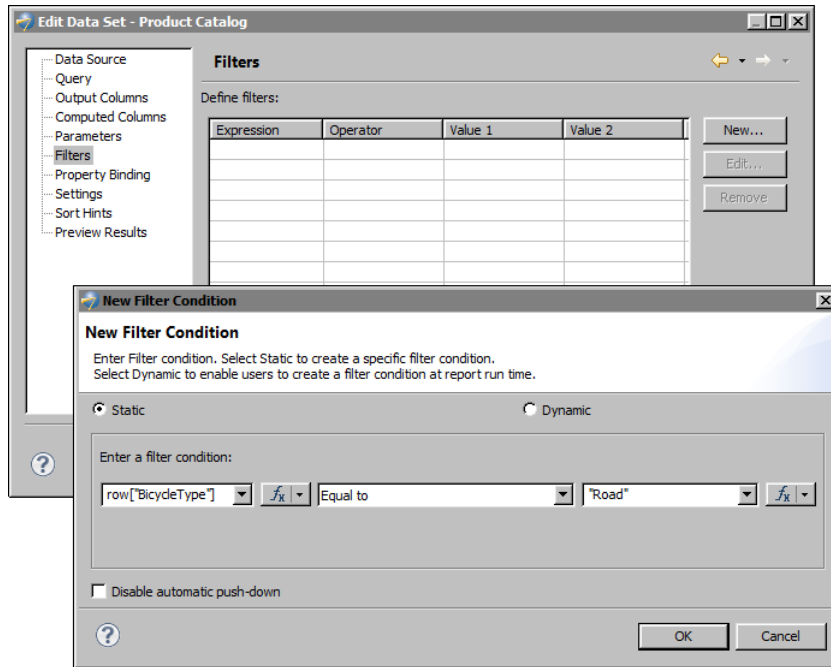 Edit Data Set - Product Catalog
Data Source
Query
Output Columns
Computed Columns
Parameters
Filters
Property Binding
Settings
Sort Hints
Preview Results
Filters
Define filters:
Expression Operator Value 1 Value 2
New...
Edit...
Remove
New Filter Condition
New Filter Condition
Enter Filter condition. Select Static to create a specific filter condition.
Select Dynamic to enable users to create a filter condition at report run time.
Static Dynamic
Enter a filter condition:
row["BicycleType"] fx Equal to "Road" fx
Disable automatic push-down
? OK Cancel
?